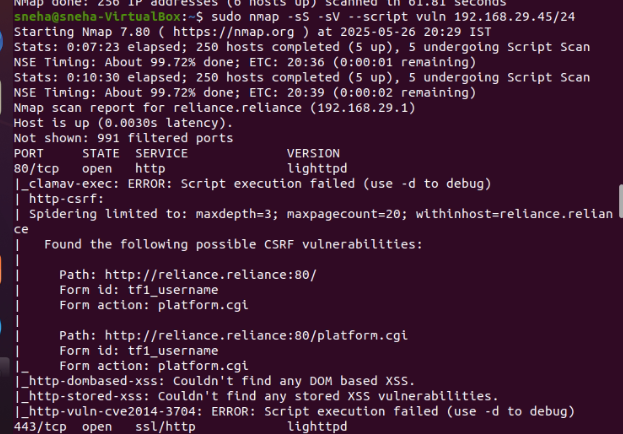 Nmap done: 256 IP addresses (6 hosts up) scanned in 61.81 seconds
sneha@sneha-VirtualBox:~$ sudo nmap -sS -sV --script vuln 192.168.29.45/24
Starting Nmap 7.80 ( https://nmap.org ) at 2025-05-26 20:29 IST
Stats: 0:07:23 elapsed; 250 hosts completed (5 up), 5 undergoing Script Scan
NSE Timing: About 99.72% done; ETC: 20:36 (0:00:01 remaining)
Stats: 0:10:30 elapsed; 250 hosts completed (5 up), 5 undergoing Script Scan
NSE Timing: About 99.72% done; ETC: 20:39 (0:00:02 remaining)
Nmap scan report for reliance.reliance (192.168.29.1)
Host is up (0.0030s latency).
Not shown: 991 filtered ports
PORT     STATE  SERVICE          VERSION
80/tcp   open   http             lighttpd
|_clamav-exec: ERROR: Script execution failed (use -d to debug)
| http-csrf:
| Spidering limited to: maxdepth=3; maxpagecount=20; withinhost=reliance.relian
ce
|   Found the following possible CSRF vulnerabilities:
|
|     Path: http://reliance.reliance:80/
|     Form id: tf1_username
|     Form action: platform.cgi
|
|     Path: http://reliance.reliance:80/platform.cgi
|     Form id: tf1_username
|_    Form action: platform.cgi
|_http-dombased-xss: Couldn't find any DOM based XSS.
|_http-stored-xss: Couldn't find any stored XSS vulnerabilities.
|_http-vuln-cve2014-3704: ERROR: Script execution failed (use -d to debug)
443/tcp  open   ssl/http         lighttpd